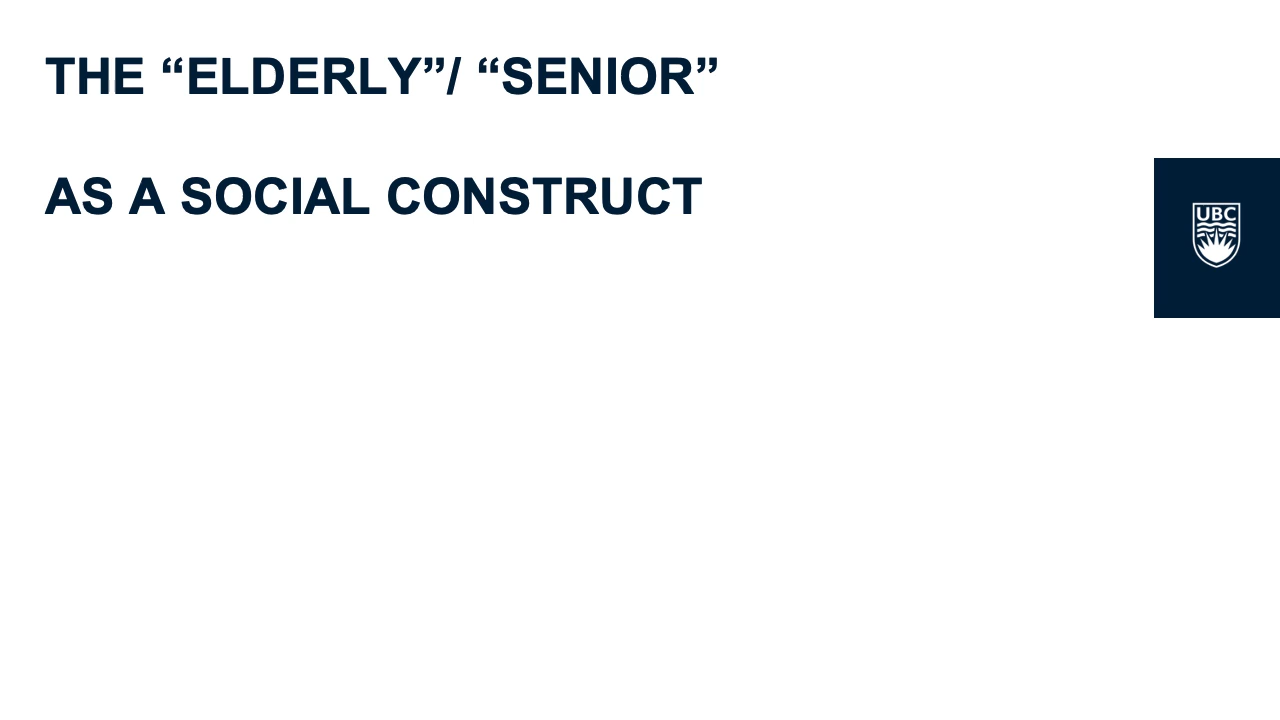 THE “ELDERLY”/ “SENIOR”
AS A SOCIAL CONSTRUCT
UBC